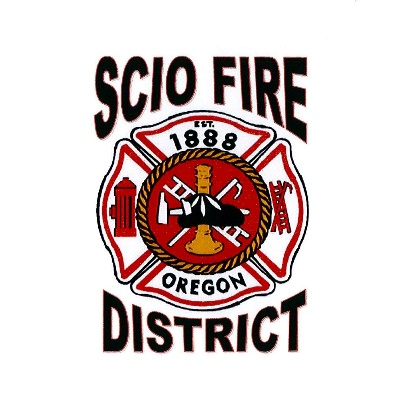 SCIO FIRE
EST.
1888
OREGON
DISTRICT